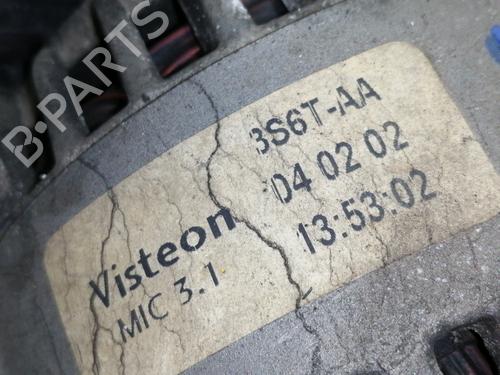 B-PARTS
3S6T-AA
04 02 02
13:53:02
Visteon
MIC 3.1